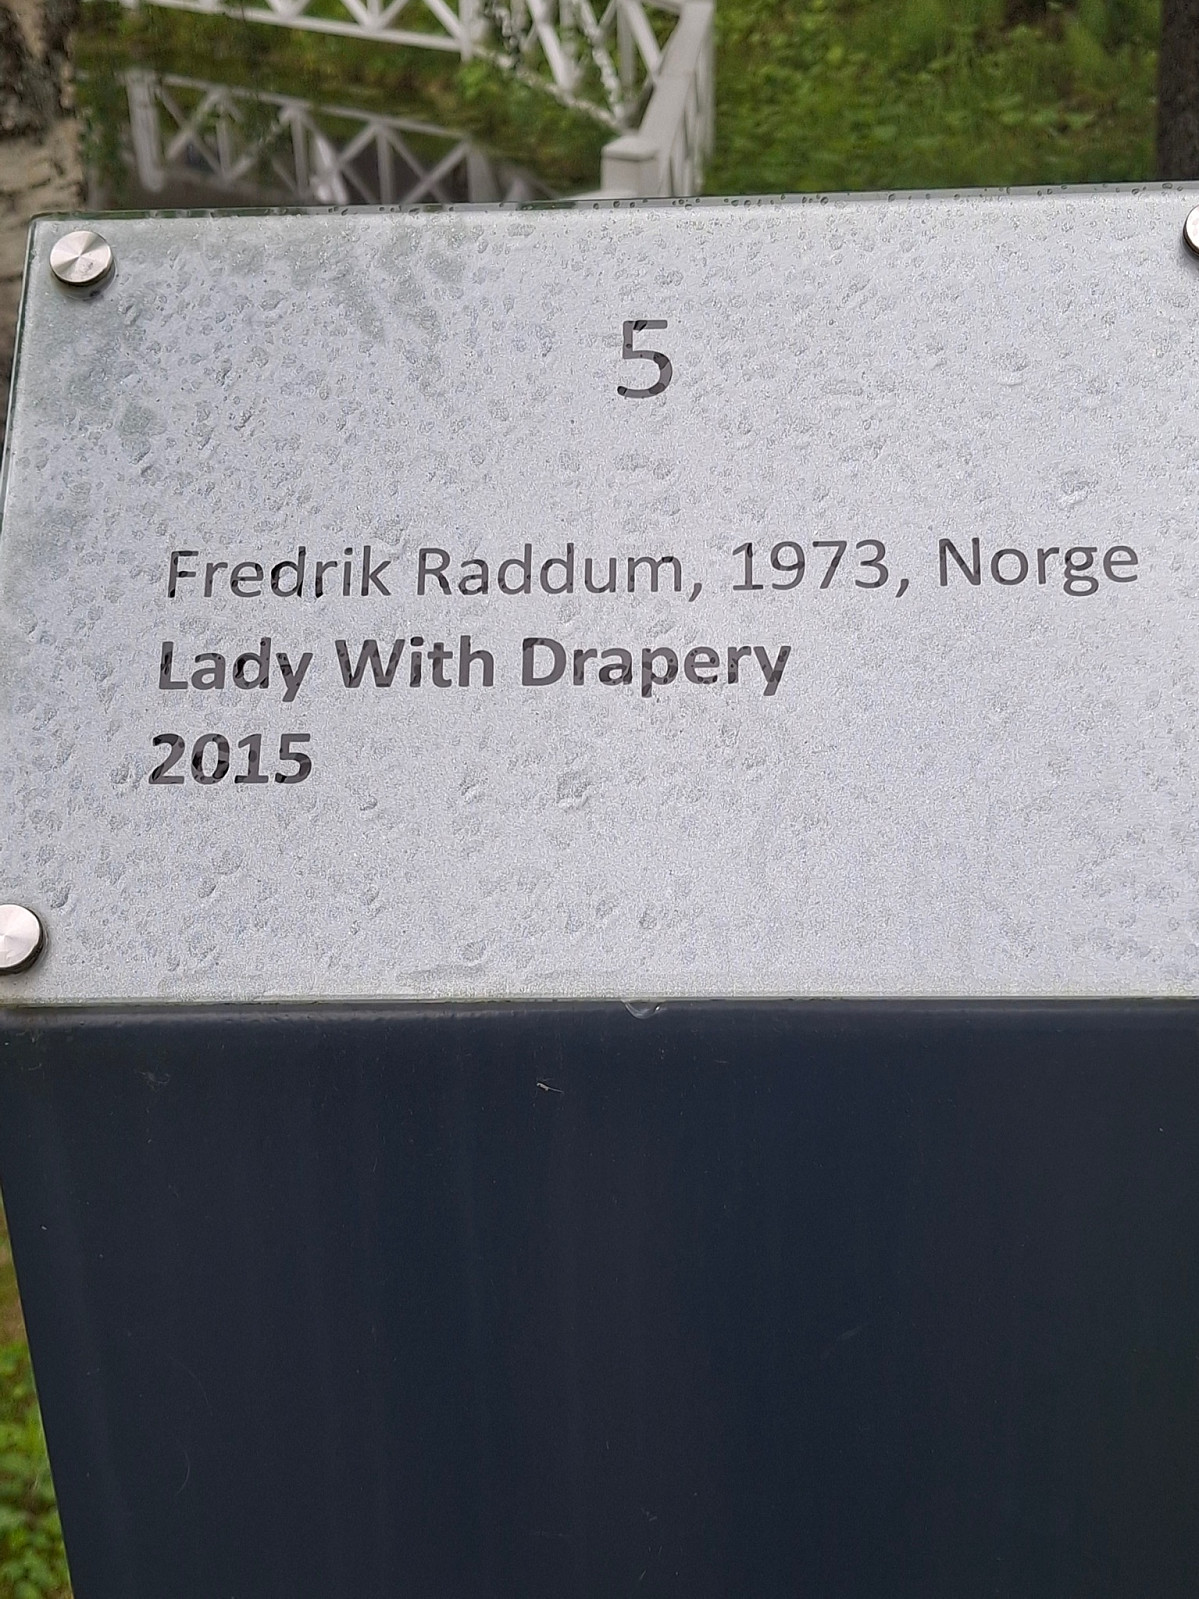 5
Fredrik Raddum, 1973, Norge
Lady With Drapery
2015